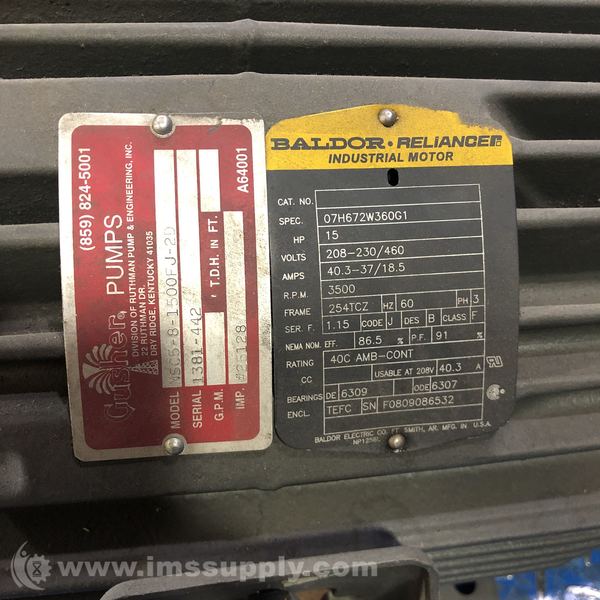 (859) 824-5001
Gusher PUMPS
DIVISION OF RUTHMAN PUMP & ENGINEERING, INC.
22 RUTHMAN DR.
DRY RIDGE, KENTUCKY 41035
MODEL
SERIAL 1381-442
G.P.M. T.D.H. IN FT.
IMP. A64001
BALDOR • RELIANCE
INDUSTRIAL MOTOR
CAT. NO.
SPEC. 07H672W360G1
HP 15
VOLTS 208-230/460
AMPS 40.3-37/18.5
R.P.M. 3500
FRAME 254TCZ HZ 60 PH 3
SER. F. 1.15 CODE J DES B CLASS F
NEMA NOM. EFF. 86.5 % P.F. 91 %
RATING 40C AMB-CONT
CC USABLE AT 208V 40.3 A
BEARINGS DE 6309 ODE 6307
ENCL. TEFC SN F0809086532
BALDOR ELECTRIC CO. FT. SMITH, AR. MFG. IN U.S.A.
www.imssupply.com